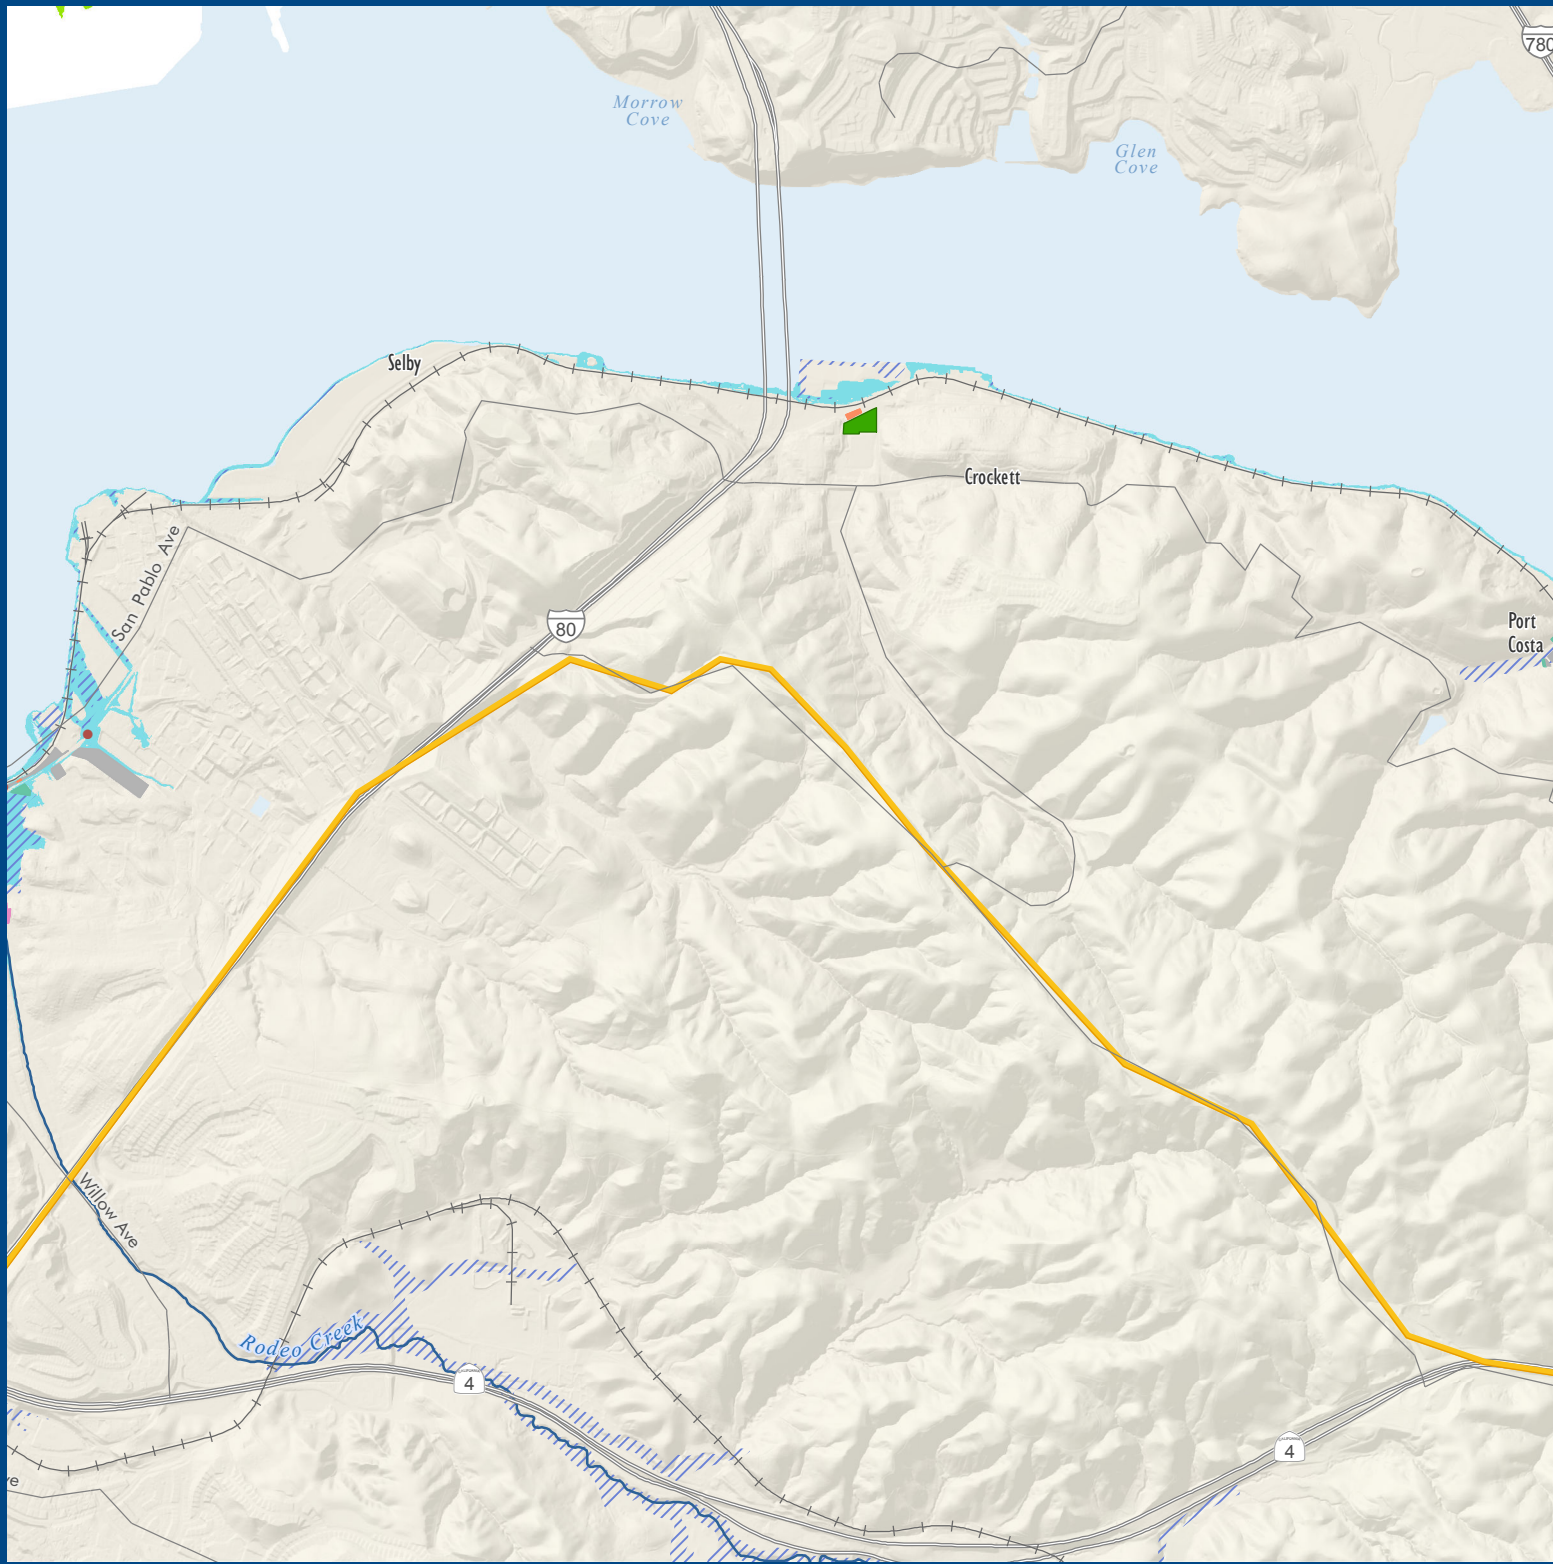 780
Morrow
Cove
Glen
Cove
Selby
Crockett
San Pablo Ave
80
Port
Costa
Willow Ave
Rodeo Creek
4
4